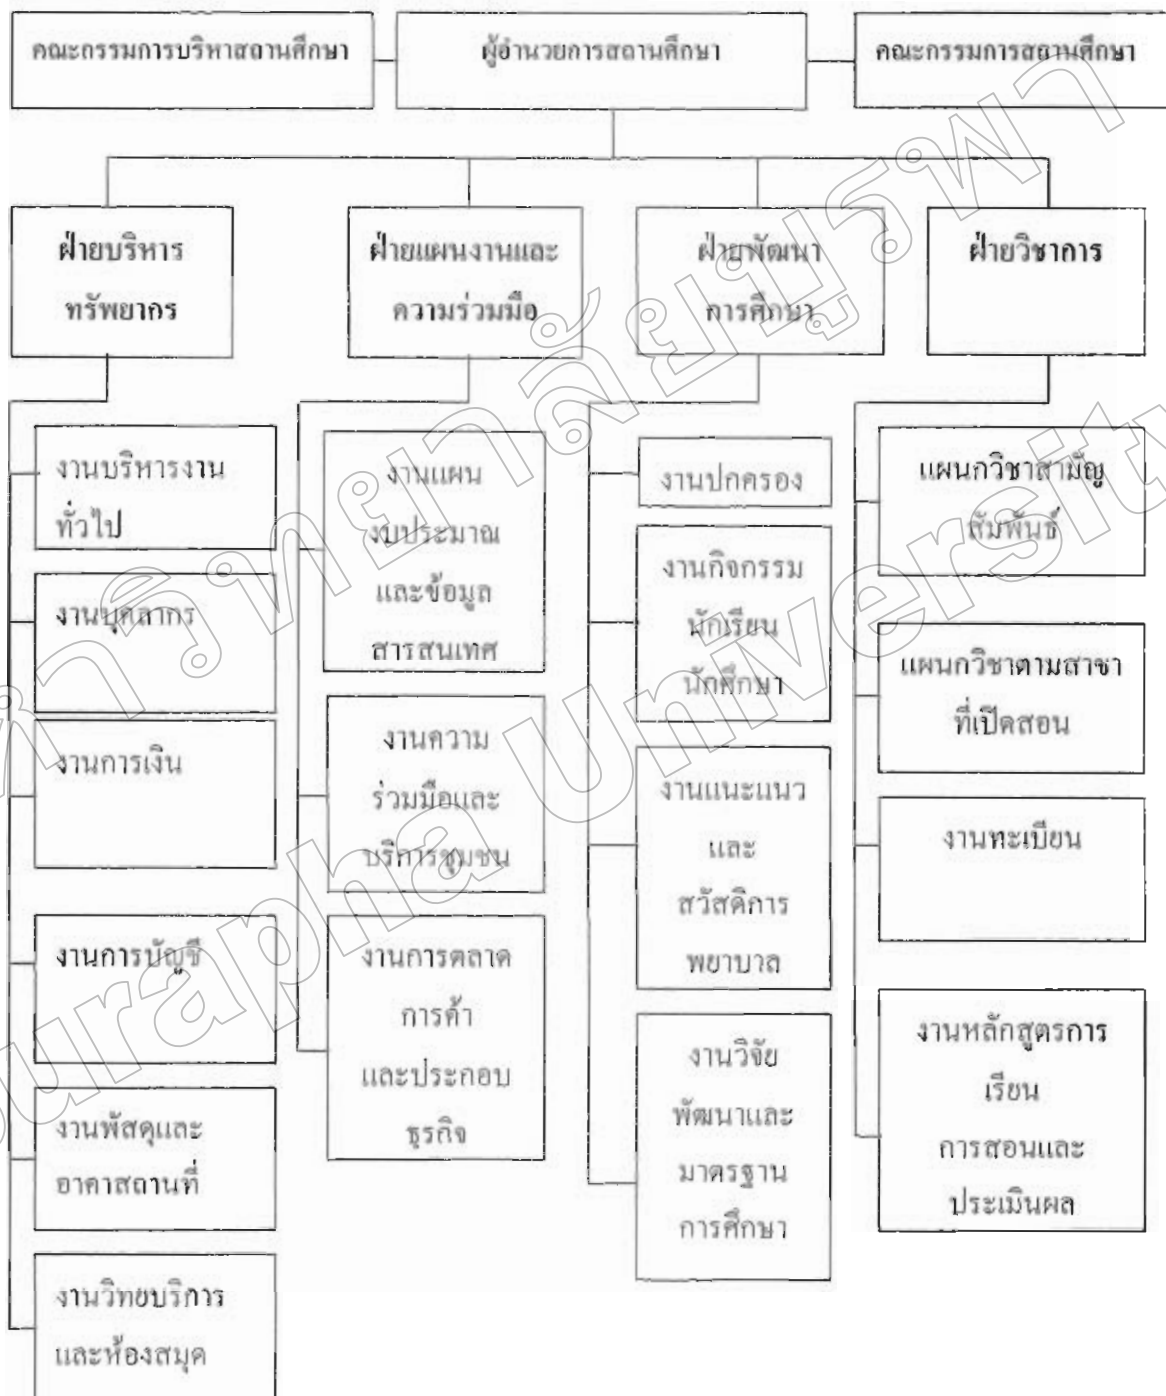 คณะกรรมการบริหาสถานศึกษา
ผู้อำนวยการสถานศึกษา
คณะกรรมการสถานศึกษา
ฝ่ายบริหาร
ทรัพยากร
ฝ่ายแผนงานและ
ความร่วมมือ
ฝ่ายพัฒนา
การศึกษา
ฝ่ายวิชาการ
งานบริหารงาน
ทั่วไป
งานบุคลากร
งานการเงิน
งานการบัญชี
งานพัสดุและ
อาคาสถานที่
งานวิทยบริการ
และห้องสมุด
งานแผน
งบประมาณ
และข้อมูล
สารสนเทศ
งานความ
ร่วมมือและ
บริการชุมชน
งานการตลาด
การค้า
และประกอบ
ธุรกิจ
งานปกครอง
งานกิจกรรม
นักเรียน
นักศึกษา
งานแนะแนว
และ
สวัสดิการ
พยาบาล
งานวิจัย
พัฒนาและ
มาตรฐาน
การศึกษา
แผนกวิชาสามัญ
สัมพันธ์
แผนกวิชาตามสาขา
ที่เปิดสอน
งานทะเบียน
งานหลักสูตรการ
เรียน
การสอนและ
ประเมินผล
มหาวิทยาลัยบูรพา
Burapha University